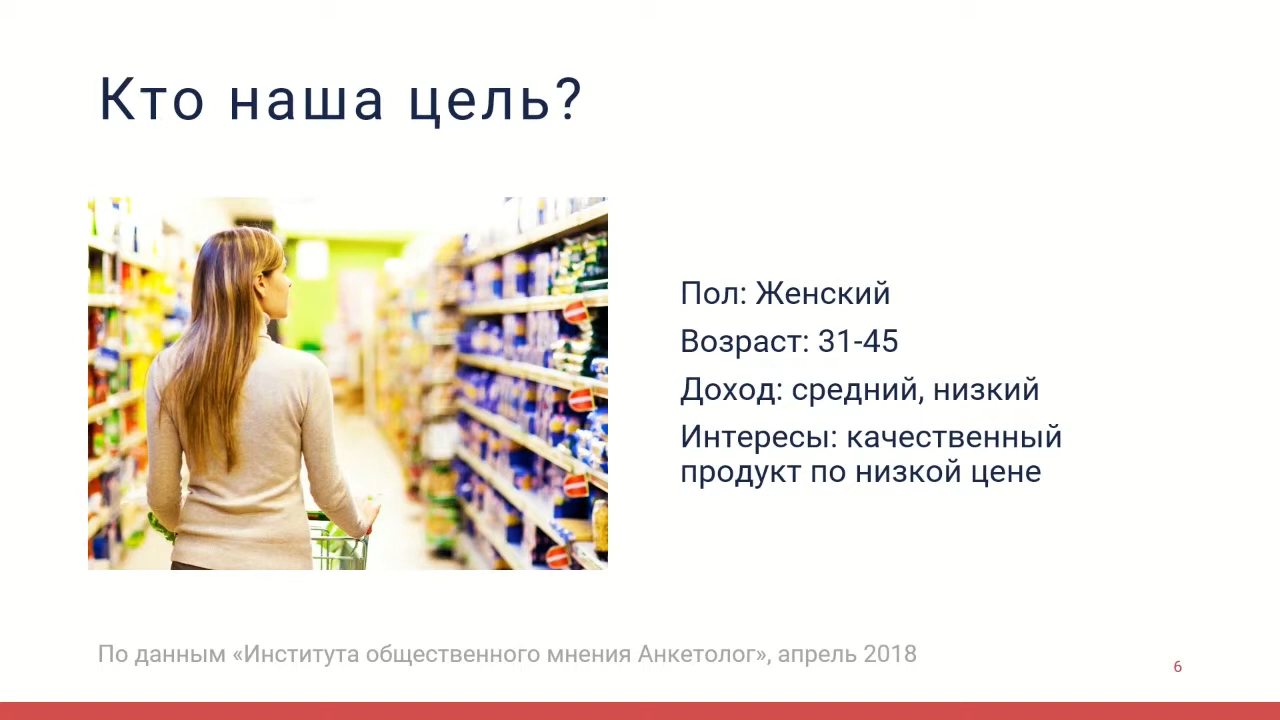 Кто наша цель?
Пол: Женский
Возраст: 31-45
Доход: средний, низкий
Интересы: качественный
продукт по низкой цене
По данным «Института общественного мнения Анкетолог», апрель 2018
6